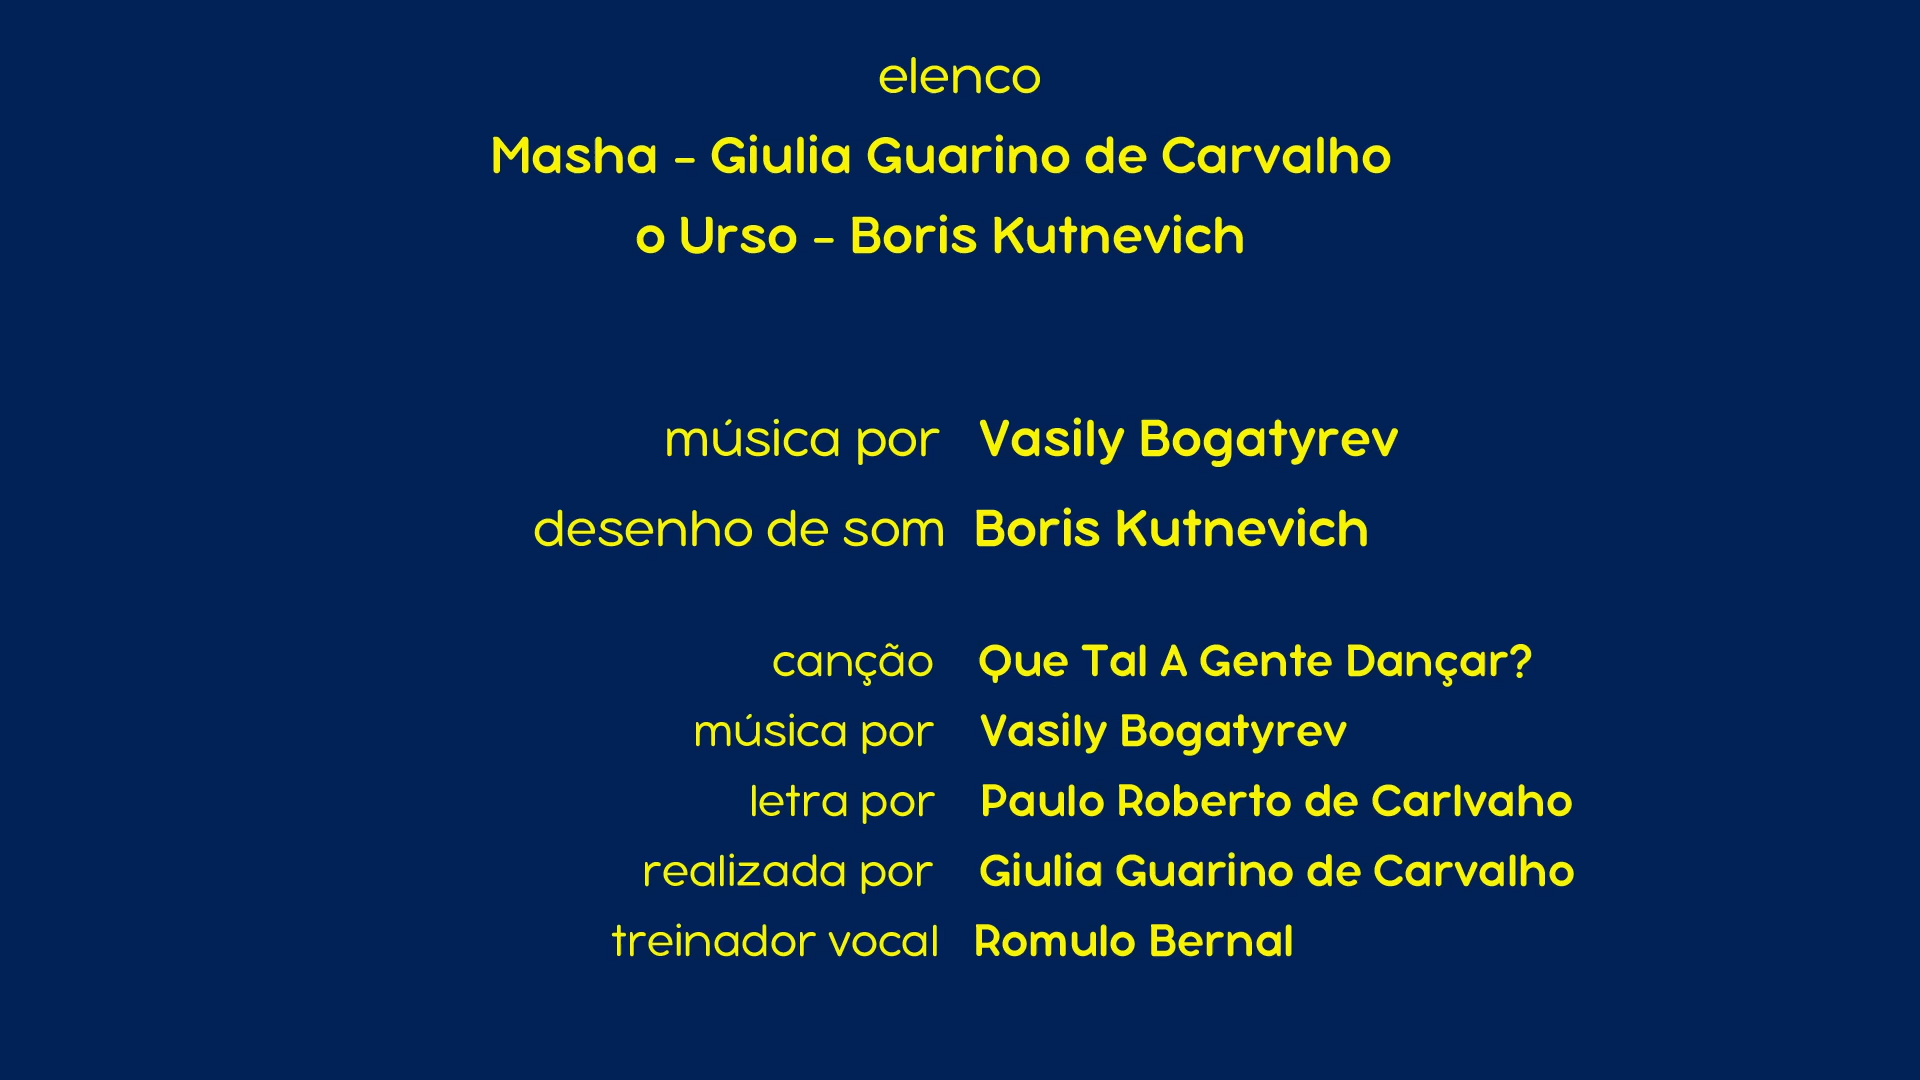 elenco
Masha - Giulia Guarino de Carvalho
o Urso - Boris Kutnevich
música por Vasily Bogatyrev
desenho de som Boris Kutnevich
canção Que Tal A Gente Dançar?
música por Vasily Bogatyrev
letra por Paulo Roberto de Carlvaho
realizada por Giulia Guarino de Carvalho
treinador vocal Romulo Bernal